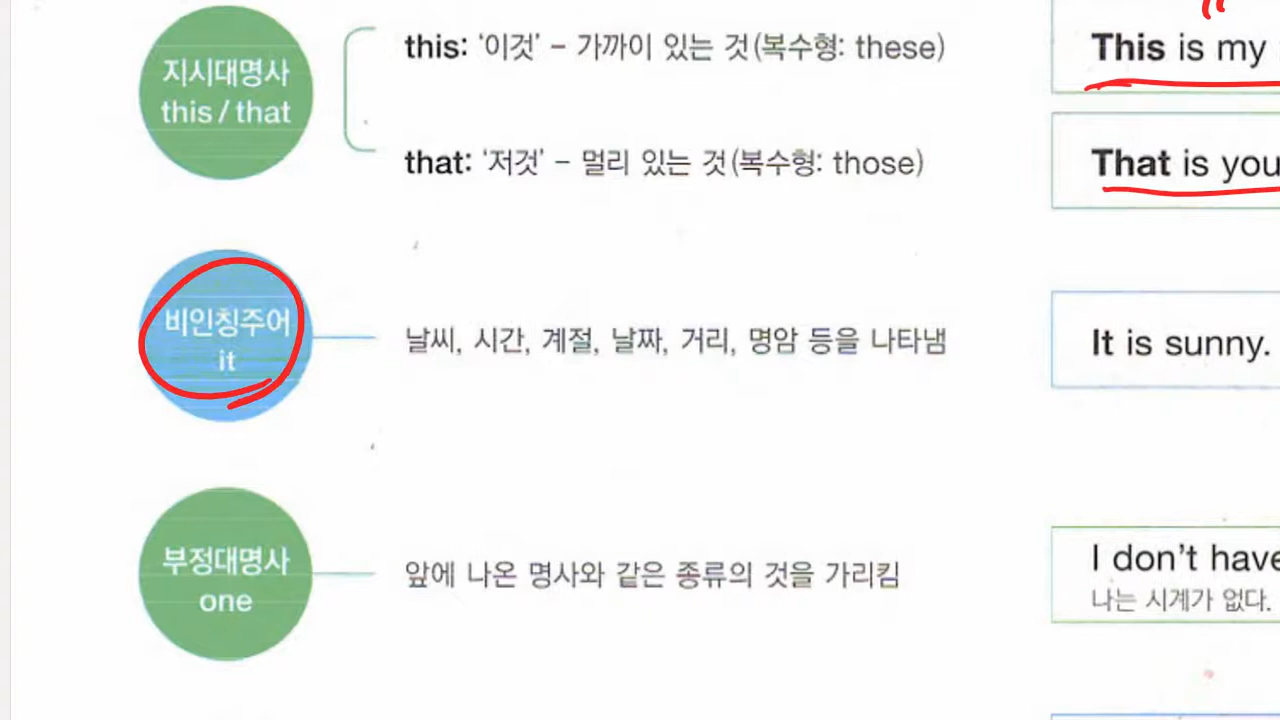 지시대명사
this / that
this: ‘이것’ – 가까이 있는 것(복수형: these)
This is my
that: ‘저것’ – 멀리 있는 것(복수형: those)
That is you
비인칭주어
it
날씨, 시간, 계절, 날짜, 거리, 명암 등을 나타냄
It is sunny.
부정대명사
one
앞에 나온 명사와 같은 종류의 것을 가리킴
I don’t have
나는 시계가 없다.